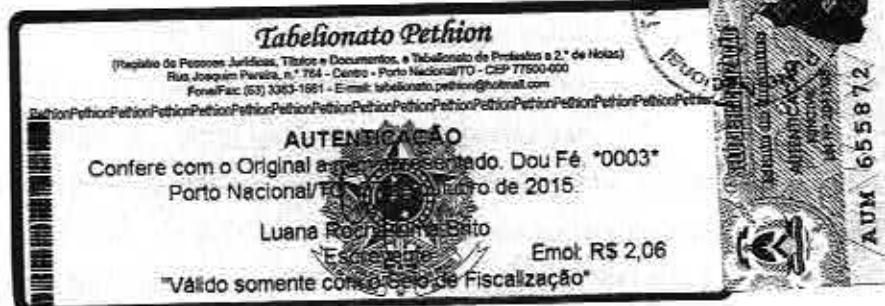 Tabelionato Pethion
(Registro de Pessoas Jurídicas, Títulos e Documentos, e Tabelionato de Protestos e 2.º de Notas)
Rua Joaquim Pereira, n.º 764 - Centro - Porto Nacional/TO - CEP 77500-000
Fone/Fax: (63) 3363-1661 - E-mail: tabelionato.pethion@hotmail.com
PethionPethionPethionPethionPethionPethionPethionPethionPethionPethionPethionPethionPethionPethionPethion
AUTENTICAÇÃO
Confere com o Original a Dou Fé. *0003*
Porto Nacional/TO de 2015
Luana Brito
Escrevente
Emol: R$ 2,06
"Válido somente com o Selo de Fiscalização"
AUTENTICAÇÃO
AUM 655872